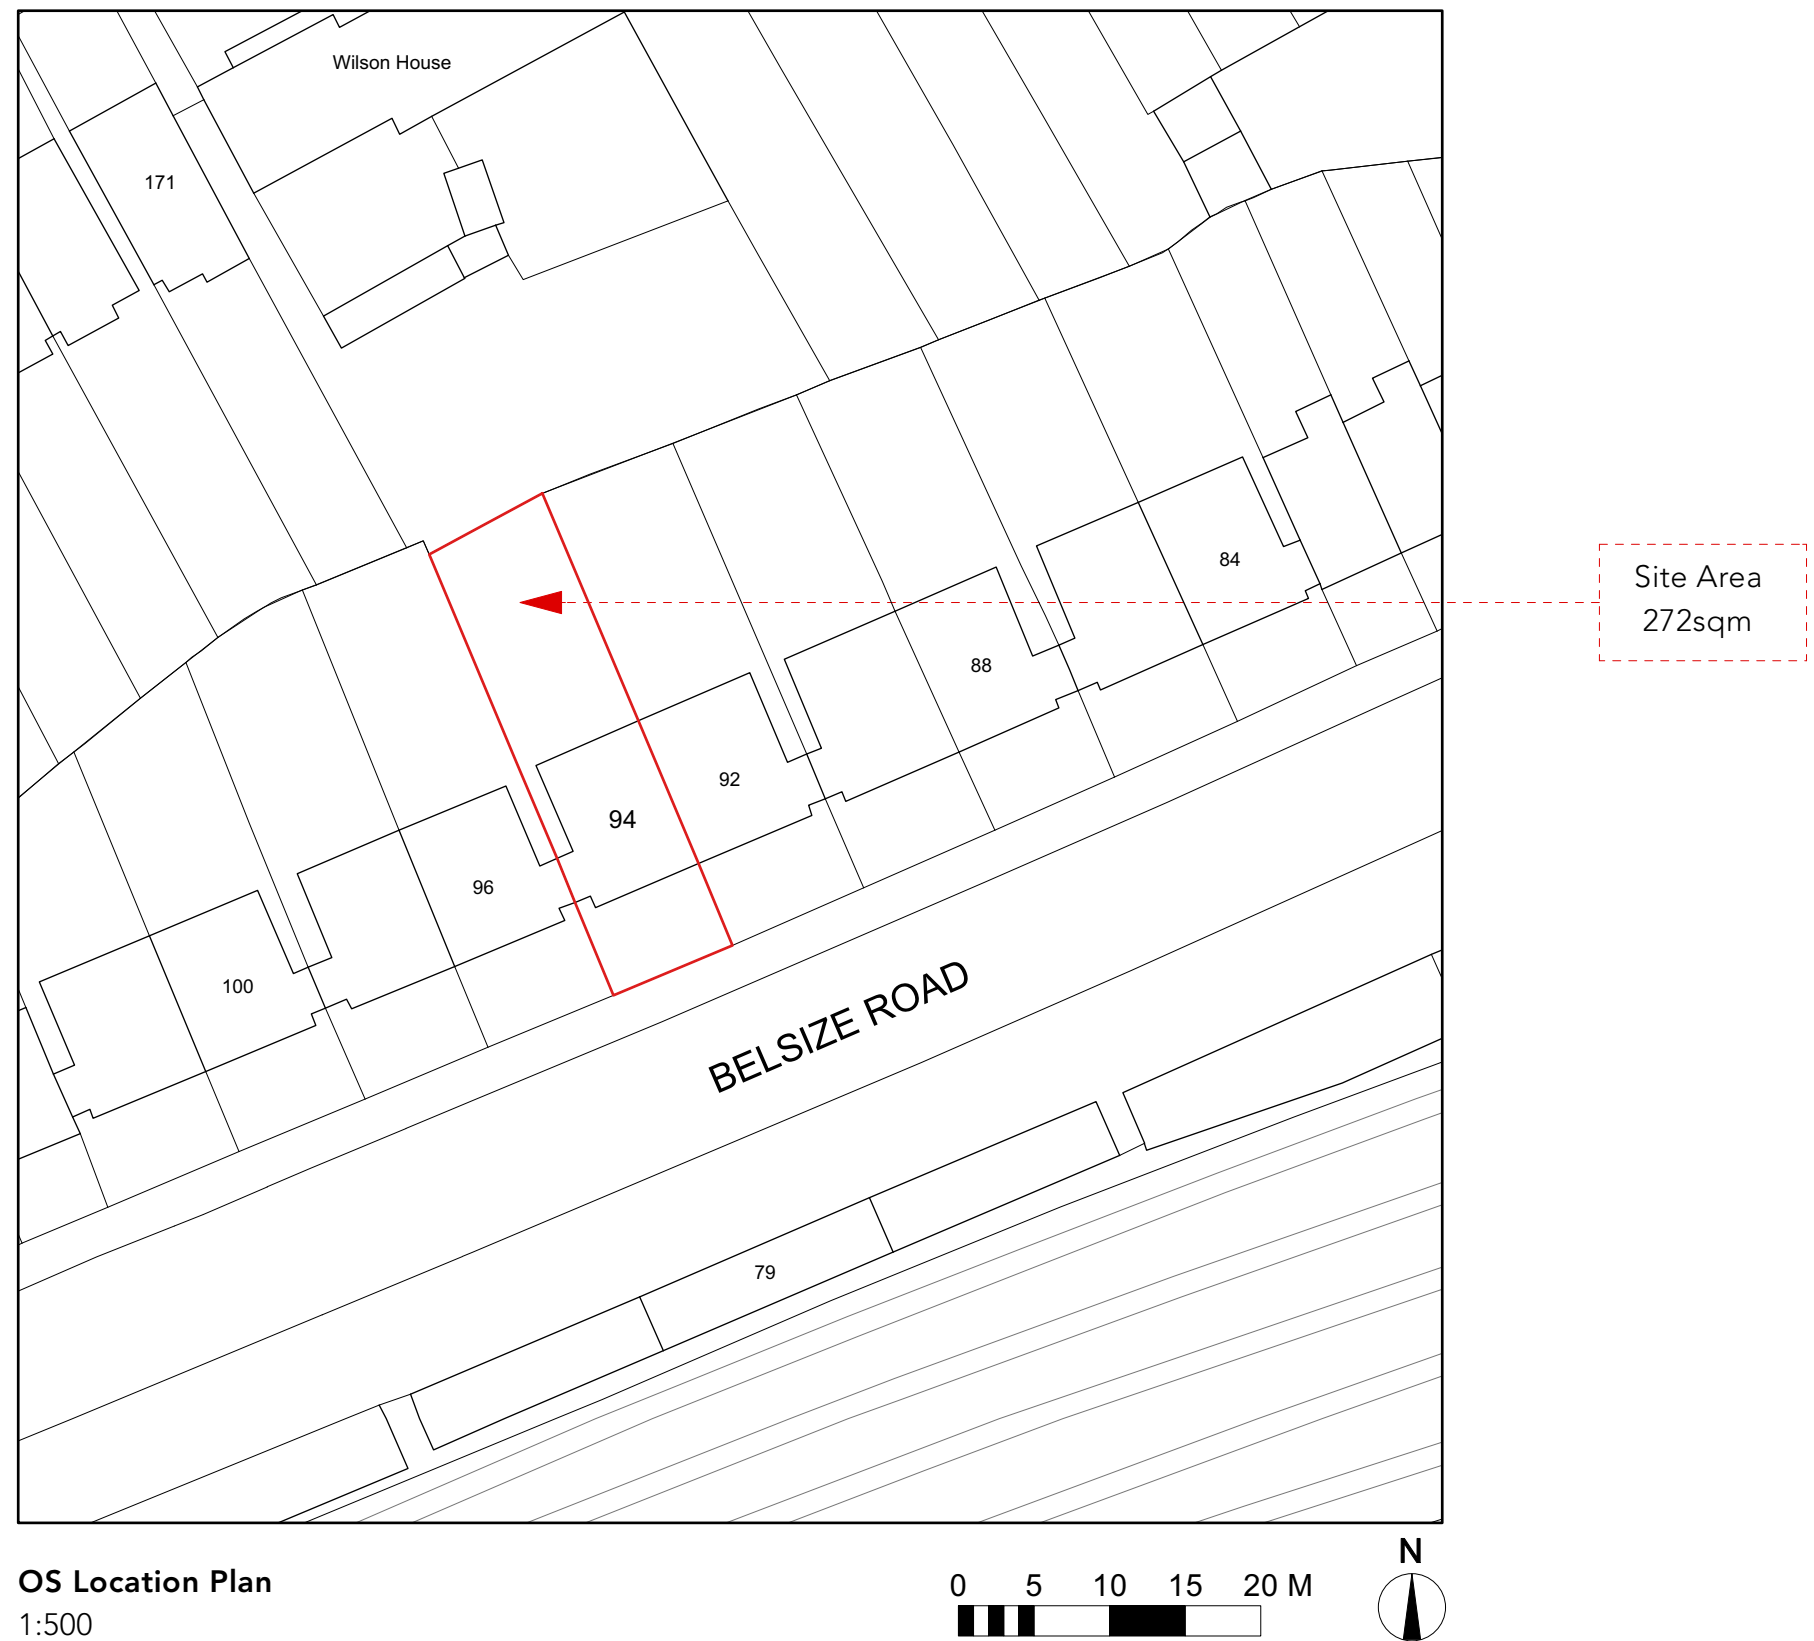 Wilson House
171
84
Site Area
272sqm
88
92
94
96
100
BELSIZE ROAD
79
OS Location Plan
1:500
0 5 10 15 20 M
N